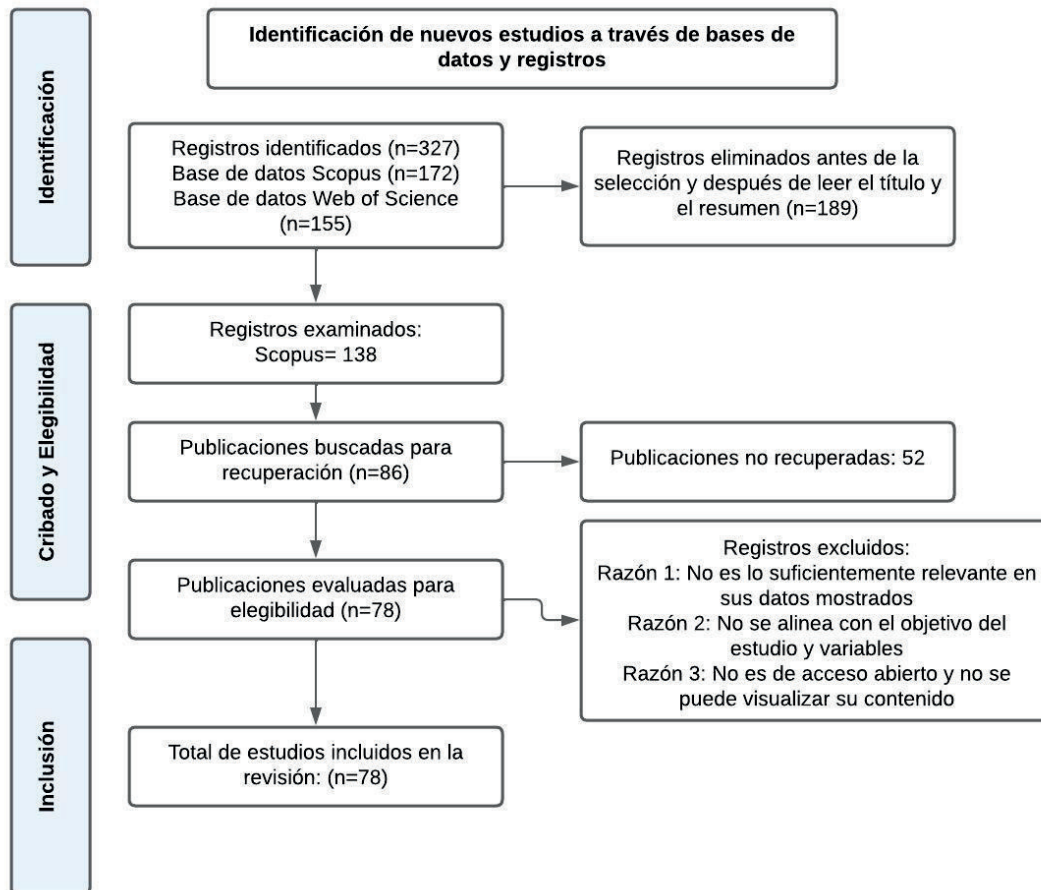 Identificación de nuevos estudios a través de bases de
datos y registros
Identificación
Registros identificados (n=327)
Base de datos Scopus (n=172)
Base de datos Web of Science
(n=155)
Registros eliminados antes de la
selección y después de leer el título y
el resumen (n=189)
Cribado y Elegibilidad
Registros examinados:
Scopus= 138
Publicaciones buscadas para
recuperación (n=86)
Publicaciones no recuperadas: 52
Publicaciones evaluadas para
elegibilidad (n=78)
Registros excluidos:
Razón 1: No es lo suficientemente relevante en
sus datos mostrados
Razón 2: No se alinea con el objetivo del
estudio y variables
Razón 3: No es de acceso abierto y no se
puede visualizar su contenido
Inclusión
Total de estudios incluidos en la
revisión: (n=78)